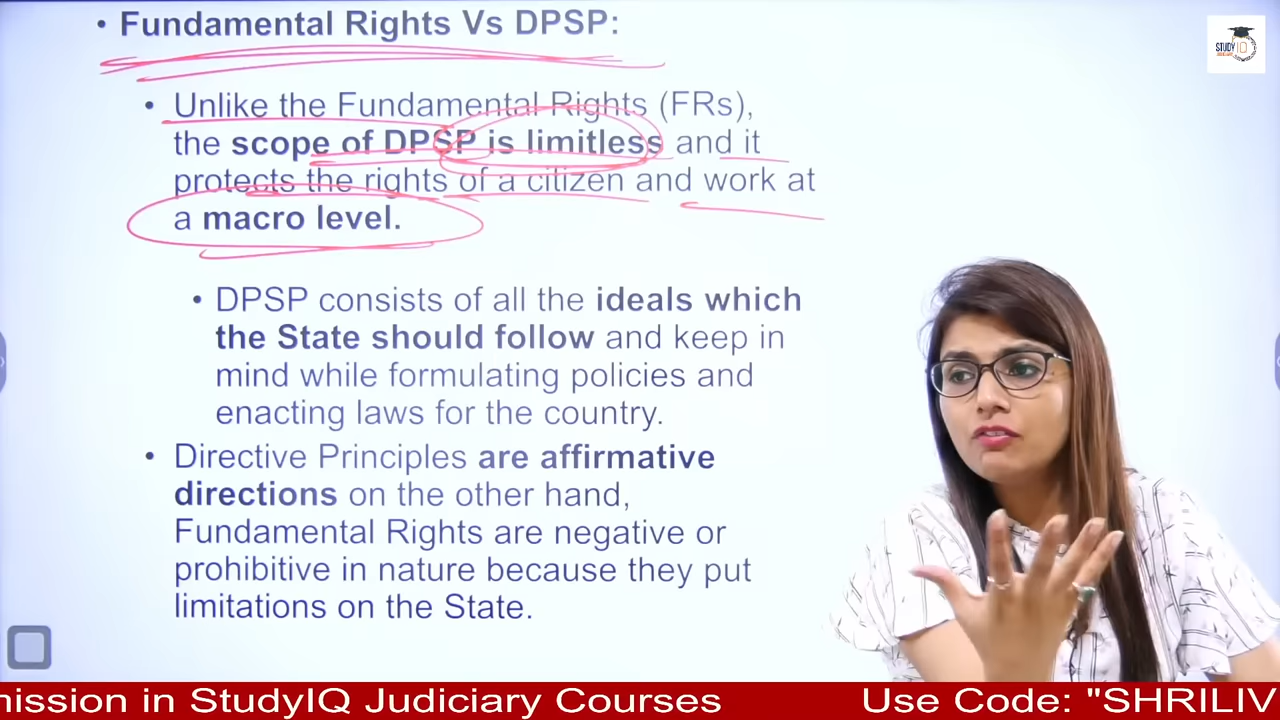 • Fundamental Rights Vs DPSP:
STUDY IQ
• Unlike the Fundamental Rights (FRs),
the scope of DPSP is limitless and it
protects the rights of a citizen and work at
a macro level.
• DPSP consists of all the ideals which
the State should follow and keep in
mind while formulating policies and
enacting laws for the country.
• Directive Principles are affirmative
directions on the other hand,
Fundamental Rights are negative or
prohibitive in nature because they put
limitations on the State.
mission in StudyIQ Judiciary Courses Use Code: "SHRILIV